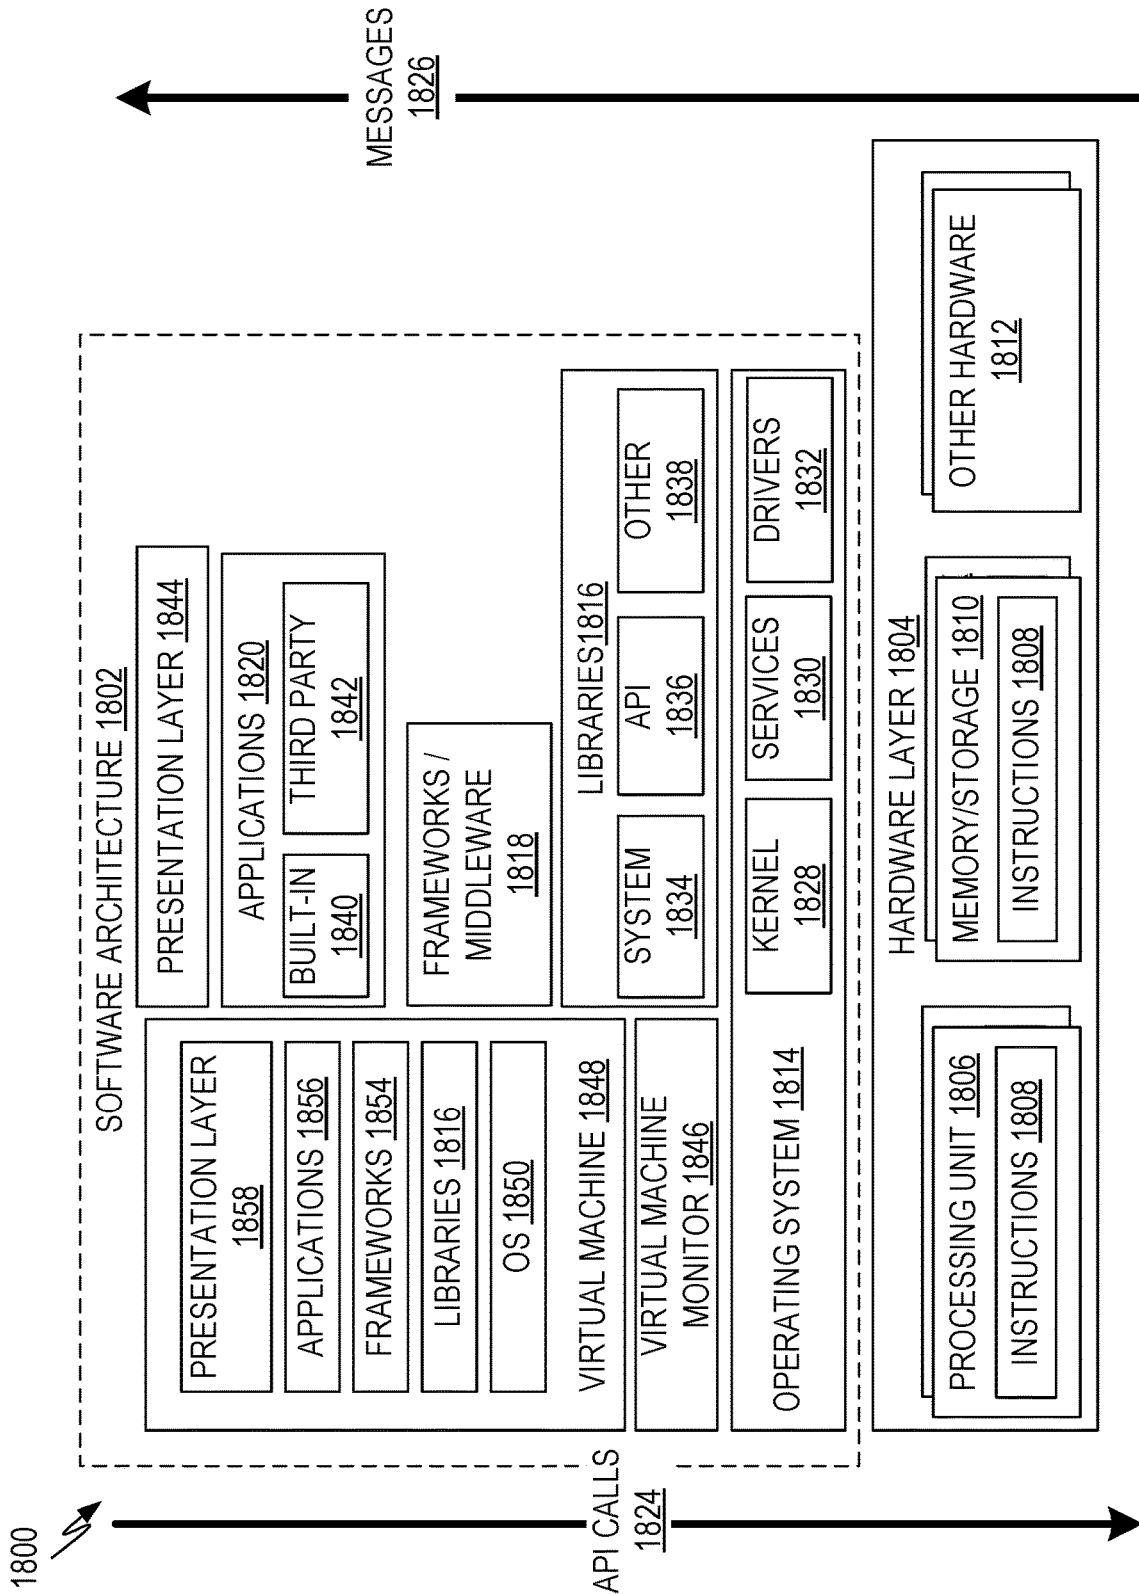 1800
SOFTWARE ARCHITECTURE 1802
PRESENTATION LAYER
1858
APPLICATIONS 1856
FRAMEWORKS 1854
LIBRARIES 1816
OS 1850
VIRTUAL MACHINE 1848
VIRTUAL MACHINE
MONITOR 1846
PRESENTATION LAYER 1844
APPLICATIONS 1820
BUILT-IN
1840
THIRD PARTY
1842
FRAMEWORKS /
MIDDLEWARE
1818
LIBRARIES1816
SYSTEM
1834
API
1836
OTHER
1838
OPERATING SYSTEM 1814
KERNEL
1828
SERVICES
1830
DRIVERS
1832
API CALLS
1824
MESSAGES
1826
HARDWARE LAYER 1804
PROCESSING UNIT 1806
INSTRUCTIONS 1808
MEMORY/STORAGE 1810
INSTRUCTIONS 1808
OTHER HARDWARE
1812